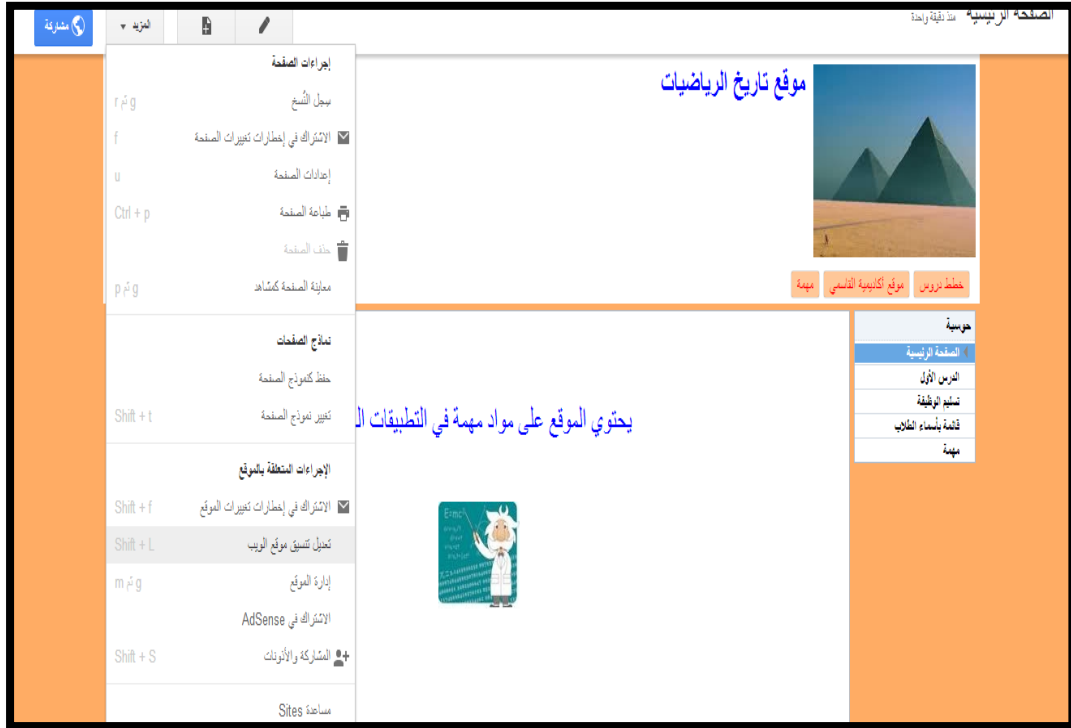 الصفحة الرئيسية منذ دقيقة واحدة
المزيد
مشاركة
موقع تاريخ الرياضيات
خطط دروس
موقع أكاديمية القاسمي
مهمة
حوسبة
الصفحة الرئيسية
الدرس الأول
تسليم الوظيفة
قائمة بأسماء الطلاب
مهمة
يحتوي الموقع على مواد مهمة في التطبيقات
E=mc
إجراءات الصفحة
سجل النُسخ g ثم r
الاشتراك في إخطارات تغييرات الصفحة f
إعدادات الصفحة u
طباعة الصفحة Ctrl + p
حذف الصفحة
معاينة الصفحة كمشاهد g ثم p
نماذج الصفحات
حفظ كنموذج الصفحة
تغيير نموذج الصفحة Shift + t
الإجراءات المتعلقة بالموقع
الاشتراك في إخطارات تغييرات الموقع Shift + f
تعديل تنسيق موقع الويب Shift + L
إدارة الموقع g ثم m
الاشتراك في AdSense
المشاركة والأذونات Shift + S
مساعدة Sites